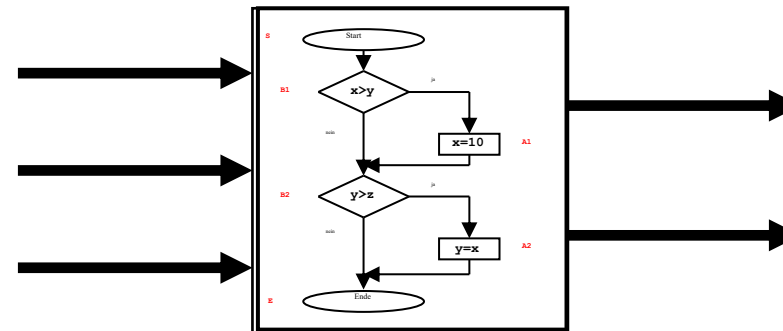 S
Start
B1
x>y
ja
nein
x=10
A1
B2
y>z
ja
nein
y=x
A2
E
Ende